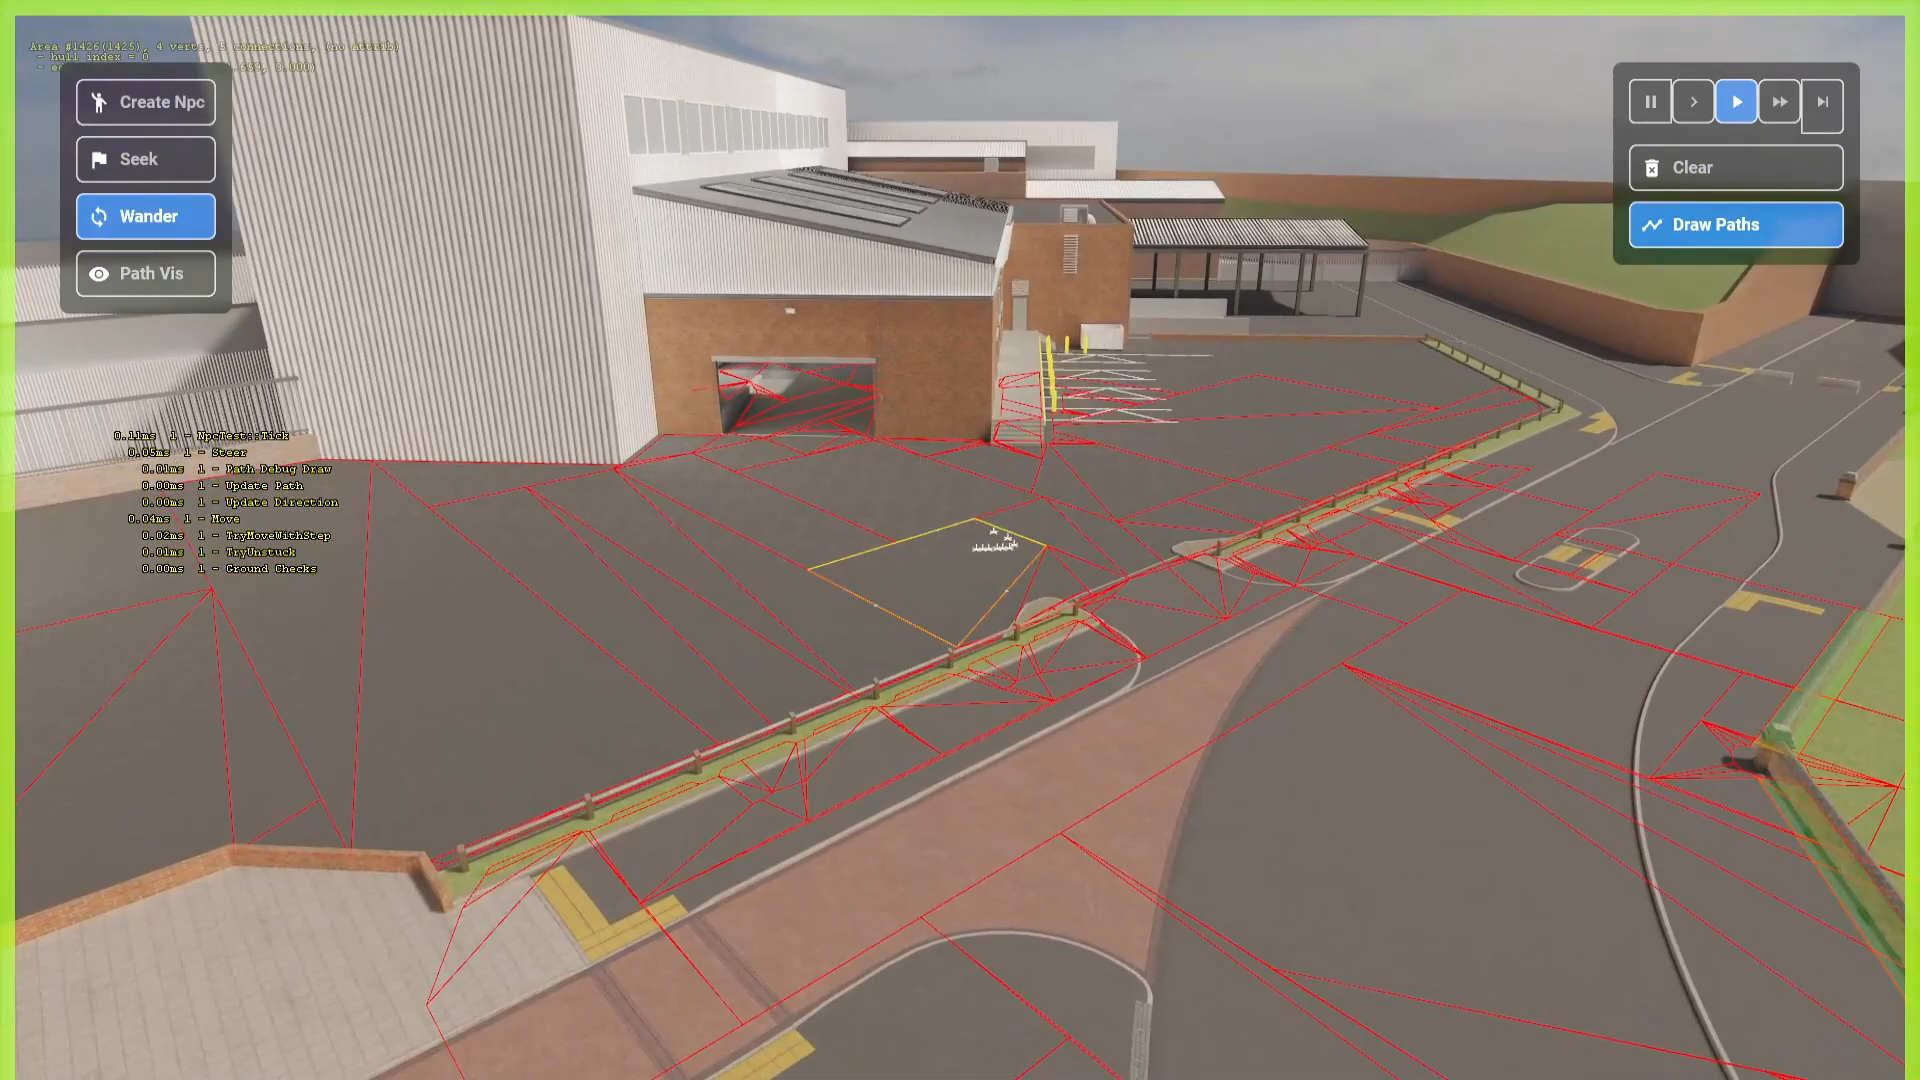 Area #1426(1425), 4 verts, 5 connections, (no attrib)
- hull index = 0
Create Npc
Seek
Wander
Path Vis
Clear
Draw Paths
0.11ms 1 - NpcTest::Tick
0.05ms 1 - Steer
0.01ms 1 - Path Debug Draw
0.00ms 1 - Update Path
0.00ms 1 - Update Direction
0.04ms 1 - Move
0.02ms 1 - TryMoveWithStep
0.01ms 1 - TryUnstuck
0.00ms 1 - Ground Checks